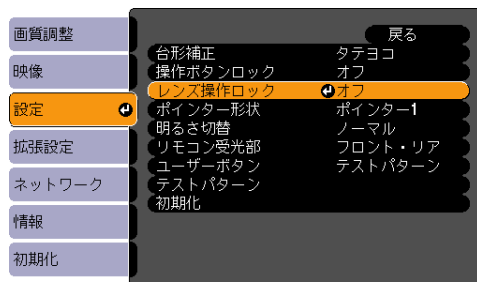 画質調整
映像
設定
拡張設定
ネットワーク
情報
初期化
戻る
台形補正 タテヨコ
操作ボタンロック オフ
レンズ操作ロック オフ
ポインター形状 ポインター1
明るさ切替 ノーマル
リモコン受光部 フロント・リア
ユーザーボタン テストパターン
テストパターン
初期化